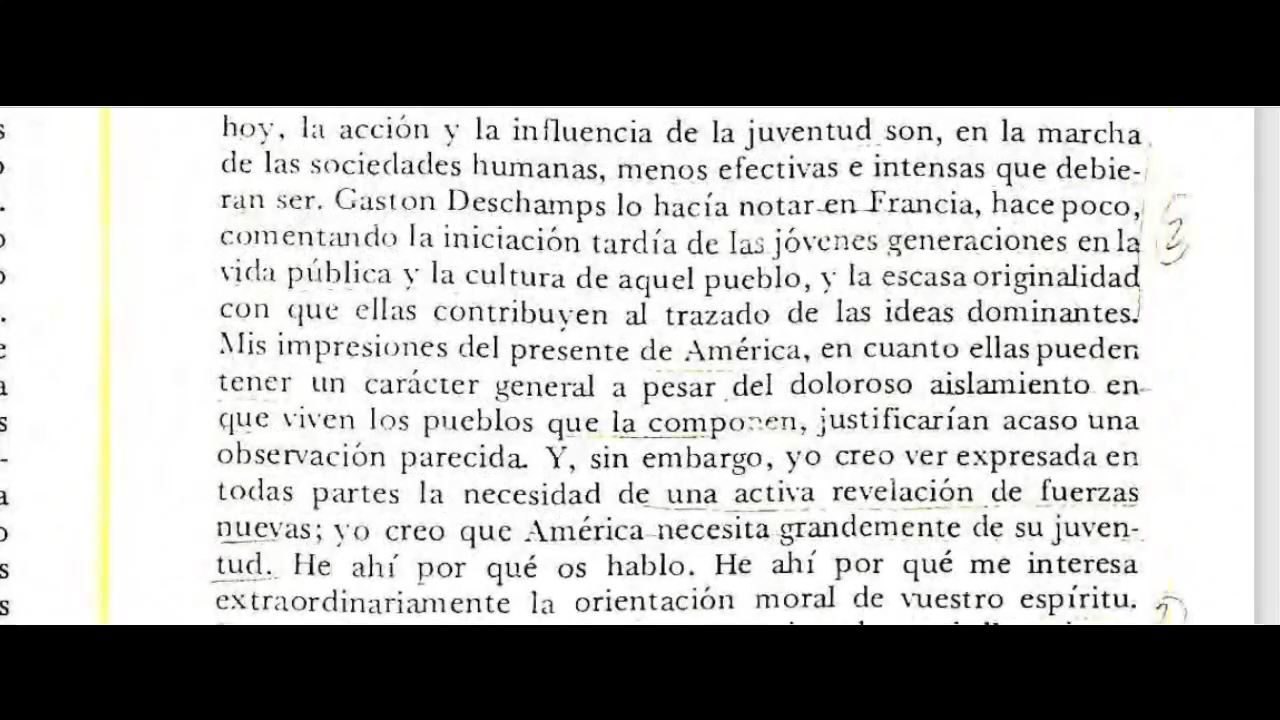 hoy, la acción y la influencia de la juventud son, en la marcha
de las sociedades humanas, menos efectivas e intensas que debie-
ran ser. Gaston Deschamps lo hacía notar en Francia, hace poco,
comentando la iniciación tardía de las jóvenes generaciones en la
vida pública y la cultura de aquel pueblo, y la escasa originalidad
con que ellas contribuyen al trazado de las ideas dominantes.
Mis impresiones del presente de América, en cuanto ellas pueden
tener un carácter general a pesar del doloroso aislamiento en
que viven los pueblos que la componen, justificarían acaso una
observación parecida. Y, sin embargo, yo creo ver expresada en
todas partes la necesidad de una activa revelación de fuerzas
nuevas; yo creo que América necesita grandemente de su juven-
tud. He ahí por qué os hablo. He ahí por qué me interesa
extraordinariamente la orientación moral de vuestro espíritu.